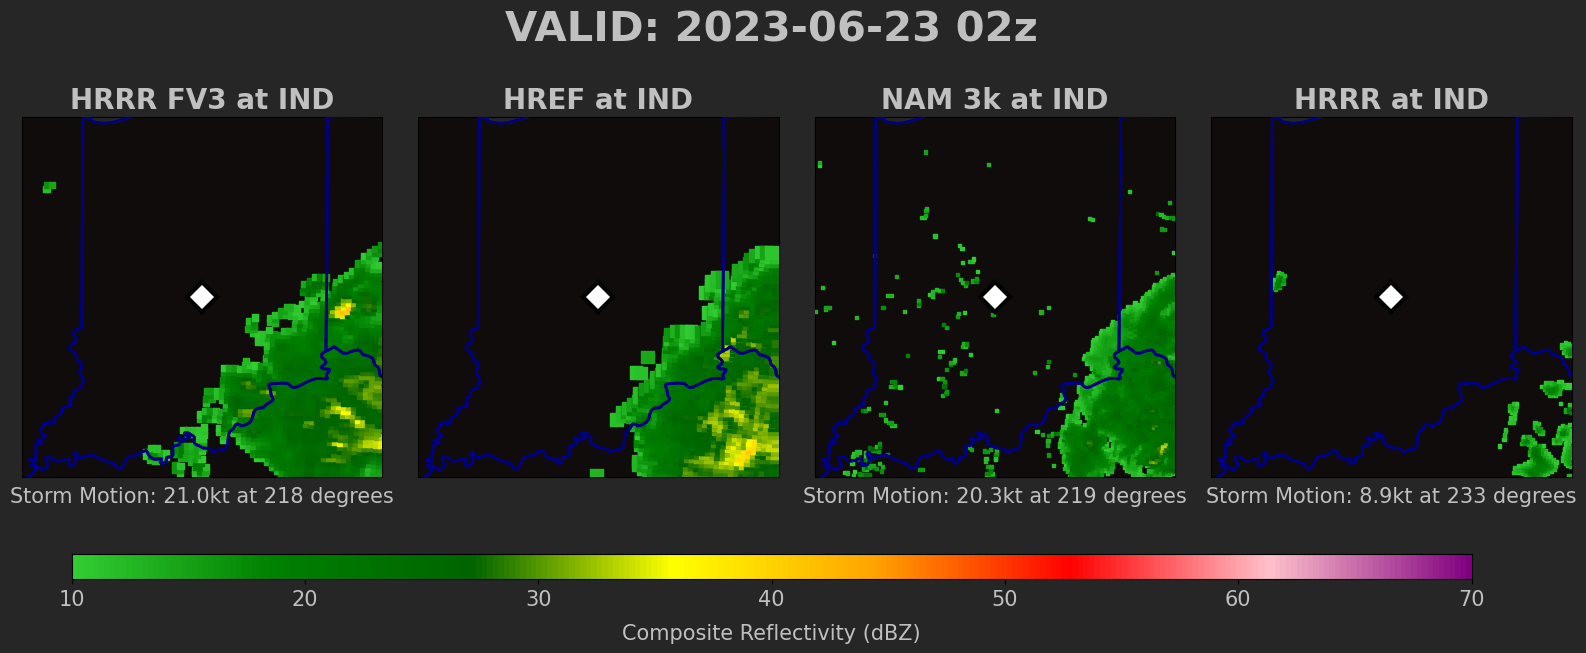 VALID: 2023-06-23 02z
HRRR FV3 at IND
HREF at IND
NAM 3k at IND
HRRR at IND
Storm Motion: 21.0kt at 218 degrees
Storm Motion: 20.3kt at 219 degrees
Storm Motion: 8.9kt at 233 degrees
10 20 30 40 50 60 70
Composite Reflectivity (dBZ)